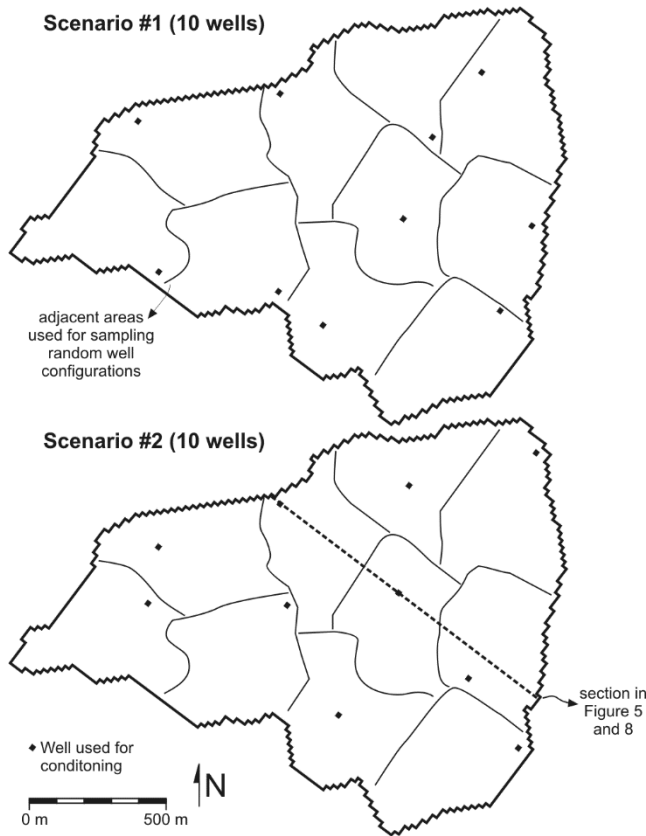 Scenario #1 (10 wells)
adjacent areas
used for sampling
random well
configurations
Scenario #2 (10 wells)
section in
Figure 5
and 8
Well used for
conditoning
N
0 m
500 m